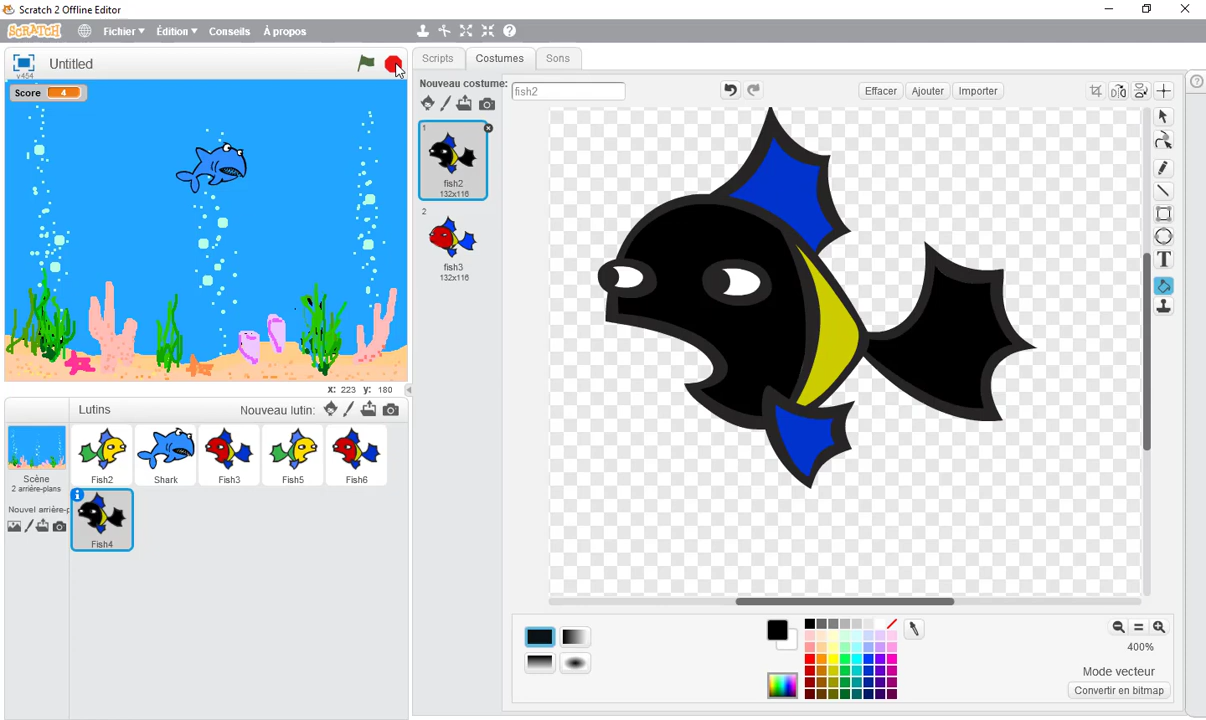 Scratch 2 Offline Editor
SCRATCH Fichier Édition Conseils À propos
v454 Untitled
Scripts Costumes Sons
Score 4
Nouveau costume:
fish2
Effacer Ajouter Importer
1
fish2
132x116
2
fish3
132x116
x: 223 y: 180
Lutins Nouveau lutin:
Scène
2 arrière-plans
Nouvel arrière-p
Fish2 Shark Fish3 Fish5 Fish6
Fish4
T
400%
Mode vecteur
Convertir en bitmap